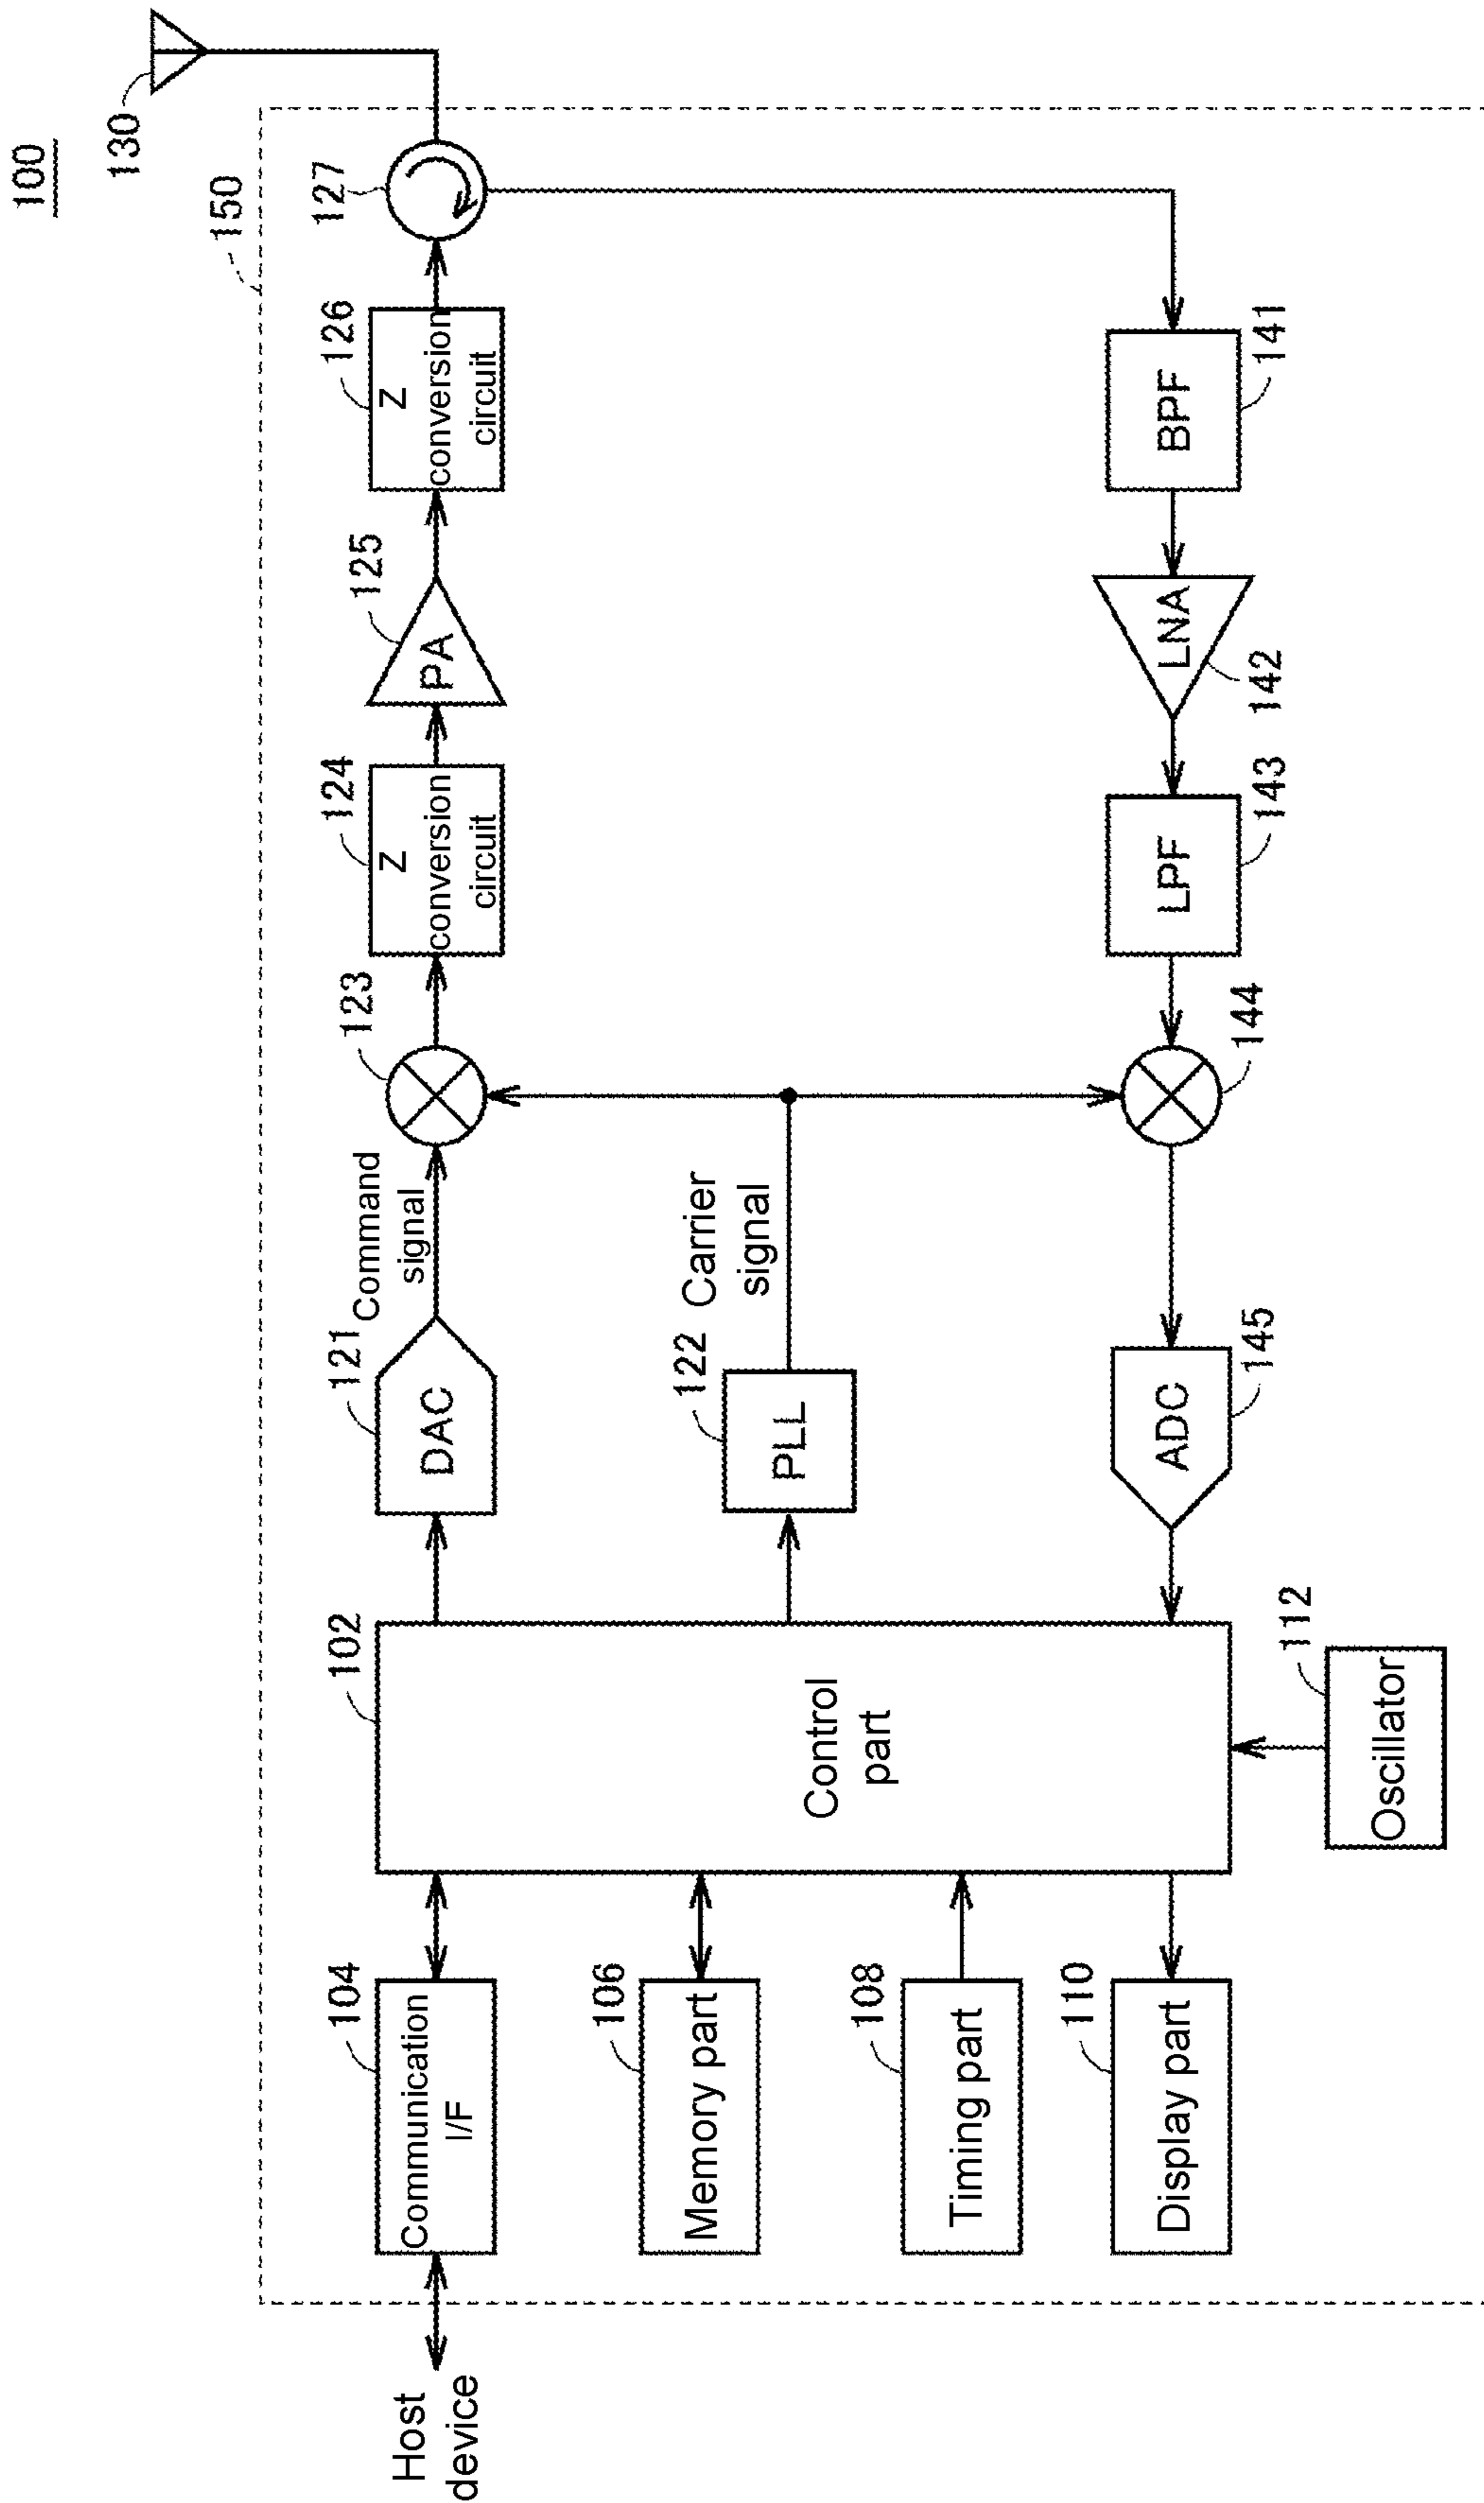 100
130
150
127
126
Z
conversion
circuit
125
PA
124
Z
conversion
circuit
123
Command
signal
121
DAC
102
Control
part
104
Communication
I/F
Host
device
106
Memory part
108
Timing part
110
Display part
112
Oscillator
122
PLL
Carrier
signal
141
BPF
142
LNA
143
LPF
144
145
ADC